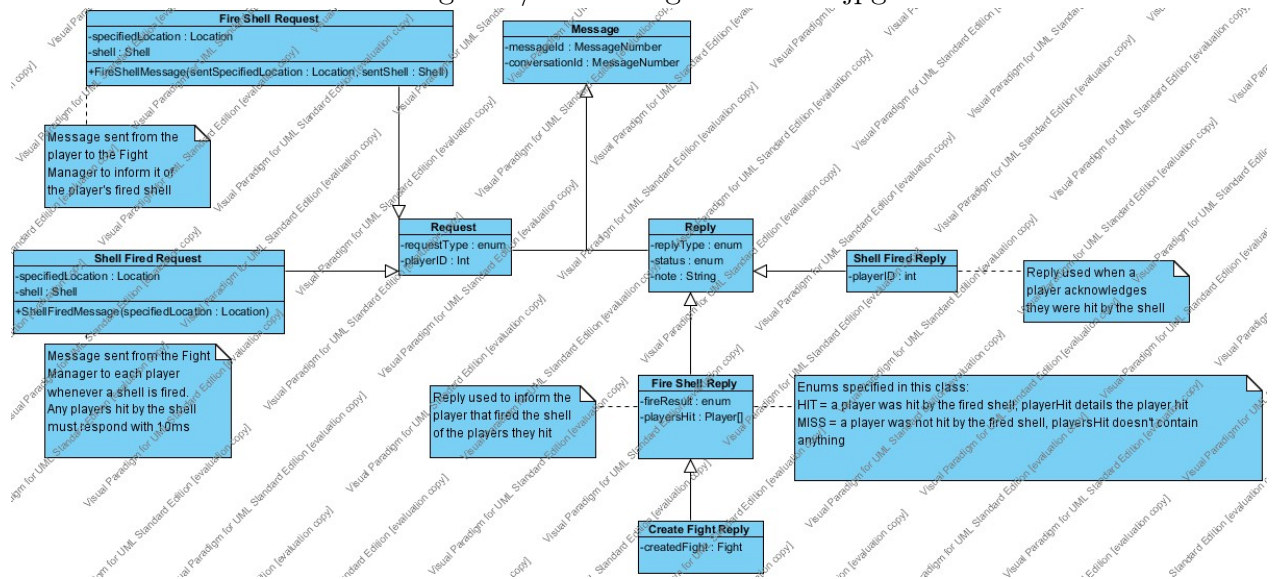 Fire Shell Request
-specifiedLocation : Location
-shell : Shell
+FireShellMessage(sentSpecifiedLocation : Location, sentShell : Shell)
Message
-messageId : MessageNumber
-conversationId : MessageNumber
Message sent from the
player to the Fight
Manager to inform it of
the player's fired shell
Request
-requestType : enum
-playerID : Int
Reply
-replyType : enum
-status : enum
-note : String
Shell Fired Request
-specifiedLocation : Location
-shell : Shell
+ShellFiredMessage(specifiedLocation : Location)
Shell Fired Reply
-playerID : int
Reply used when a
player acknowledges
they were hit by the shell
Message sent from the Fight
Manager to each player
whenever a shell is fired.
Any players hit by the shell
must respond with 10ms
Reply used to inform the
player that fired the shell
of the players they hit
Fire Shell Reply
-fireResult : enum
-playersHit : Player[]
Enums specified in this class:
HIT = a player was hit by the fired shell, playerHit details the player hit
MISS = a player was not hit by the fired shell, playersHit doesn't contain
anything
Create Fight Reply
-createdFight : Fight
Visual Paradigm for UML Standard Edition [evaluation copy]